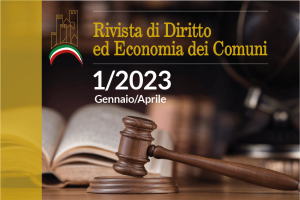 Rivista di Diritto
ed Economia dei Comuni
1/2023
Gennaio/Aprile